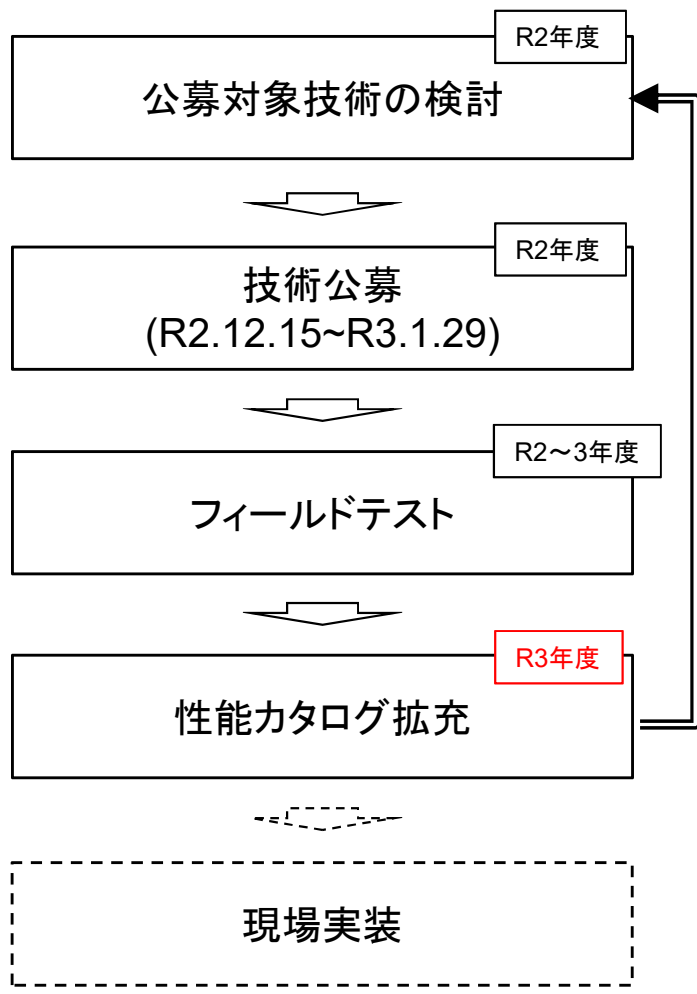 R2年度
公募対象技術の検討
R2年度
技術公募
(R2.12.15~R3.1.29)
R2～3年度
フィールドテスト
R3年度
性能カタログ拡充
現場実装